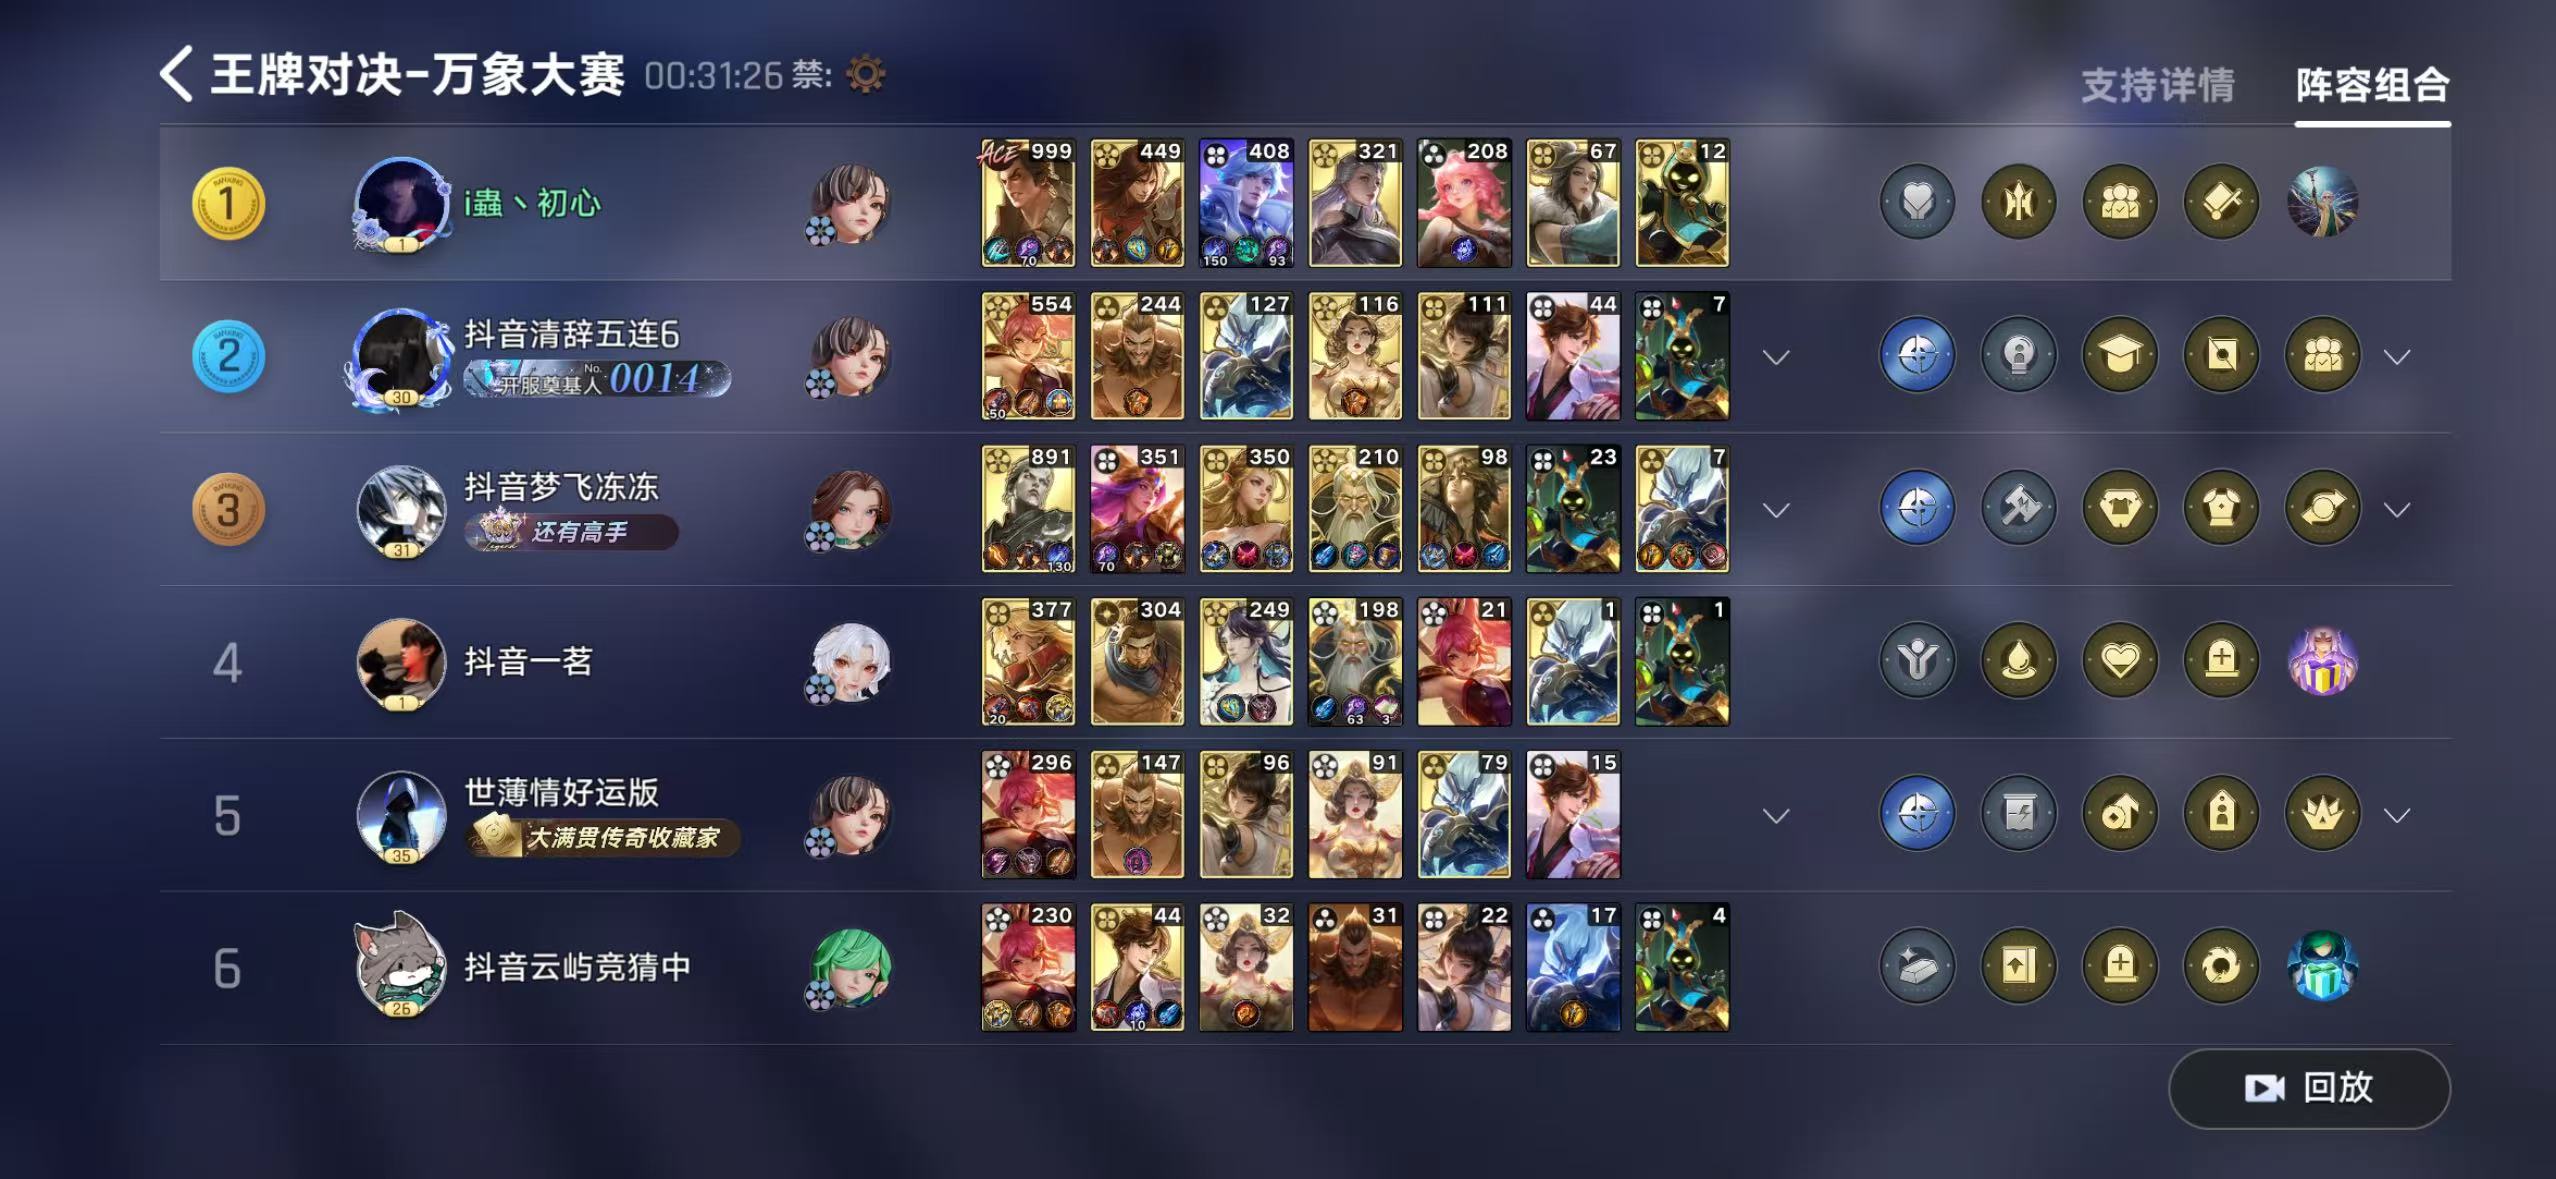 王牌对决-万象大赛 00:31:26 禁:
支持详情 阵容组合
RANKING 1
1
i蟲丶初心
ACE 999 449 408 321 208 67 12
70 150 93
RANKING 2
30
抖音清辞五连6
开服奠基人 No. 0014
554 244 127 116 111 44 7
50
RANKING 3
31
抖音梦飞冻冻
Legend 还有高手
891 351 350 210 98 23 7
130 70
4
1
抖音一茗
377 304 249 198 21 1 1
20 63 3
5
35
世薄情好运版
大满贯传奇收藏家
296 147 96 91 79 15
6
26
抖音云屿竞猜中
230 44 32 31 22 17 4
10
回放